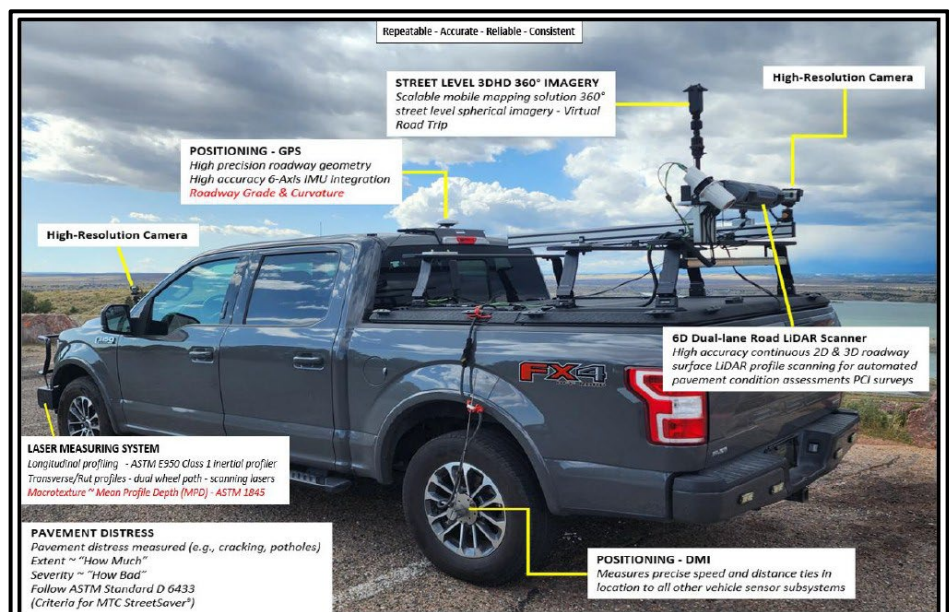 Repeatable - Accurate - Reliable - Consistent
STREET LEVEL 3DHD 360° IMAGERY
Scalable mobile mapping solution 360°
street level spherical imagery - Virtual
Road Trip
High-Resolution Camera
POSITIONING - GPS
High precision roadway geometry
High accuracy 6-Axis IMU integration
Roadway Grade & Curvature
High-Resolution Camera
6D Dual-lane Road LiDAR Scanner
High accuracy continuous 2D & 3D roadway
surface LiDAR profile scanning for automated
pavement condition assessments PCI surveys
FX4
LASER MEASURING SYSTEM
Longitudinal profiling - ASTM E950 Class 1 inertial profiler
Transverse/Rut profiles - dual wheel path - scanning lasers
Macrotexture ~ Mean Profile Depth (MPD) - ASTM 1845
PAVEMENT DISTRESS
Pavement distress measured (e.g., cracking, potholes)
Extent ~ "How Much"
Severity ~ "How Bad"
Follow ASTM Standard D 6433
(Criteria for MTC StreetSaver®)
POSITIONING - DMI
Measures precise speed and distance ties in
location to all other vehicle sensor subsystems